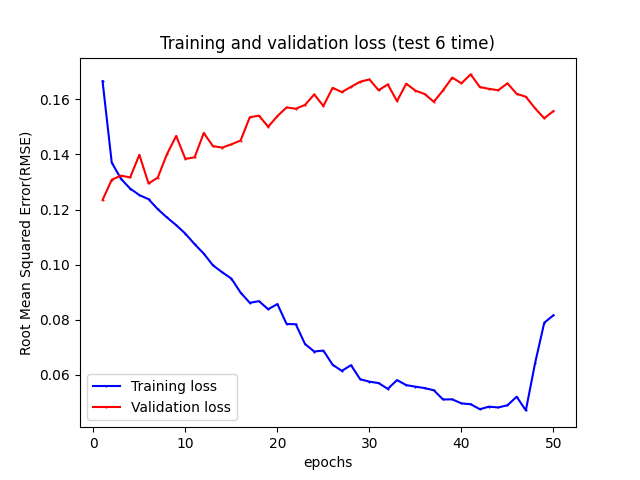 Training and validation loss (test 6 time)
Root Mean Squared Error(RMSE)
0.16
0.14
0.12
0.10
0.08
0.06
Training loss
Validation loss
0
10
20
30
40
50
epochs